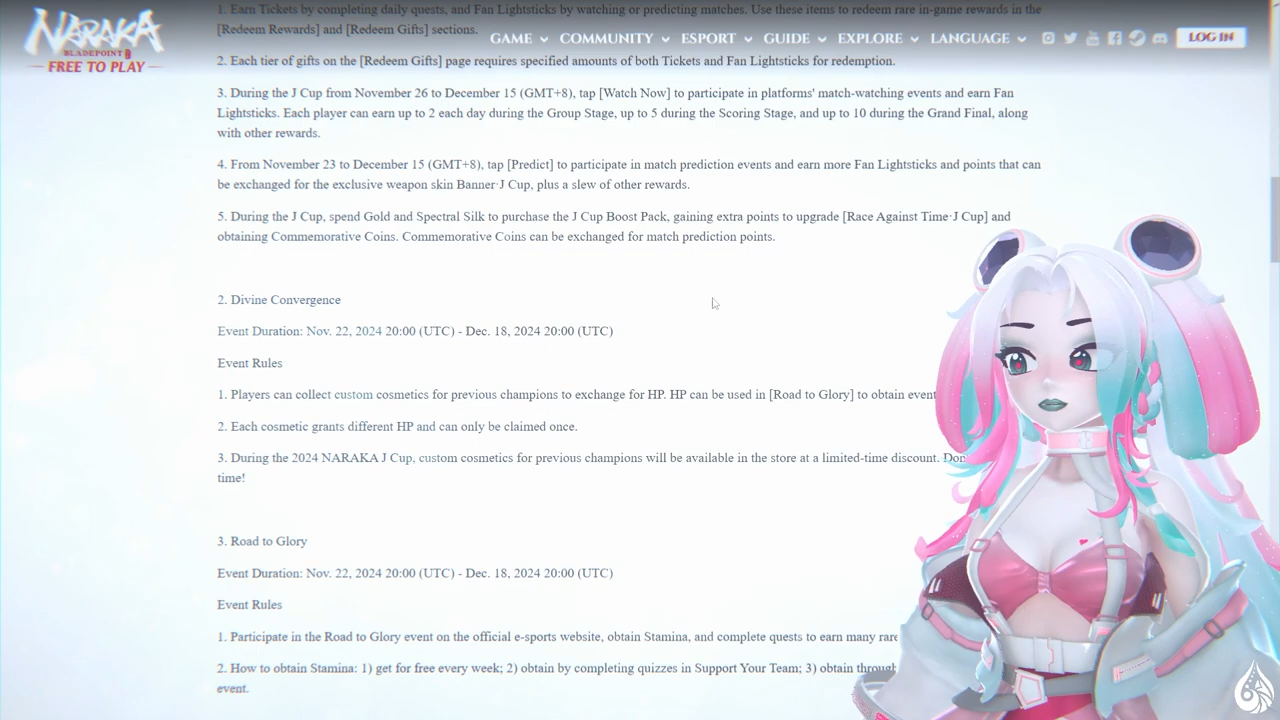 1. Earn Tickets by completing daily quests, and Fan Lightsticks by watching or predicting matches. Use these items to redeem rare in-game rewards in the
[Redeem Rewards] and [Redeem Gifts] sections.
NARAKA
BLADEPOINT
FREE TO PLAY
GAME COMMUNITY ESPORT GUIDE EXPLORE LANGUAGE LOG IN
2. Each tier of gifts on the [Redeem Gifts] page requires specified amounts of both Tickets and Fan Lightsticks for redemption.
3. During the J Cup from November 26 to December 15 (GMT+8), tap [Watch Now] to participate in platforms' match-watching events and earn Fan
Lightsticks. Each player can earn up to 2 each day during the Group Stage, up to 5 during the Scoring Stage, and up to 10 during the Grand Final, along
with other rewards.
4. From November 23 to December 15 (GMT+8), tap [Predict] to participate in match prediction events and earn more Fan Lightsticks and points that can
be exchanged for the exclusive weapon skin Banner·J Cup, plus a slew of other rewards.
5. During the J Cup, spend Gold and Spectral Silk to purchase the J Cup Boost Pack, gaining extra points to upgrade [Race Against Time·J Cup] and
obtaining Commemorative Coins. Commemorative Coins can be exchanged for match prediction points.
2. Divine Convergence
Event Duration: Nov. 22, 2024 20:00 (UTC) - Dec. 18, 2024 20:00 (UTC)
Event Rules
1. Players can collect custom cosmetics for previous champions to exchange for HP. HP can be used in [Road to Glory] to obtain event
2. Each cosmetic grants different HP and can only be claimed once.
3. During the 2024 NARAKA J Cup, custom cosmetics for previous champions will be available in the store at a limited-time discount.
time!
3. Road to Glory
Event Duration: Nov. 22, 2024 20:00 (UTC) - Dec. 18, 2024 20:00 (UTC)
Event Rules
1. Participate in the Road to Glory event on the official e-sports website, obtain Stamina, and complete quests to earn many rare
2. How to obtain Stamina: 1) get for free every week; 2) obtain by completing quizzes in Support Your Team; 3) obtain through
event.